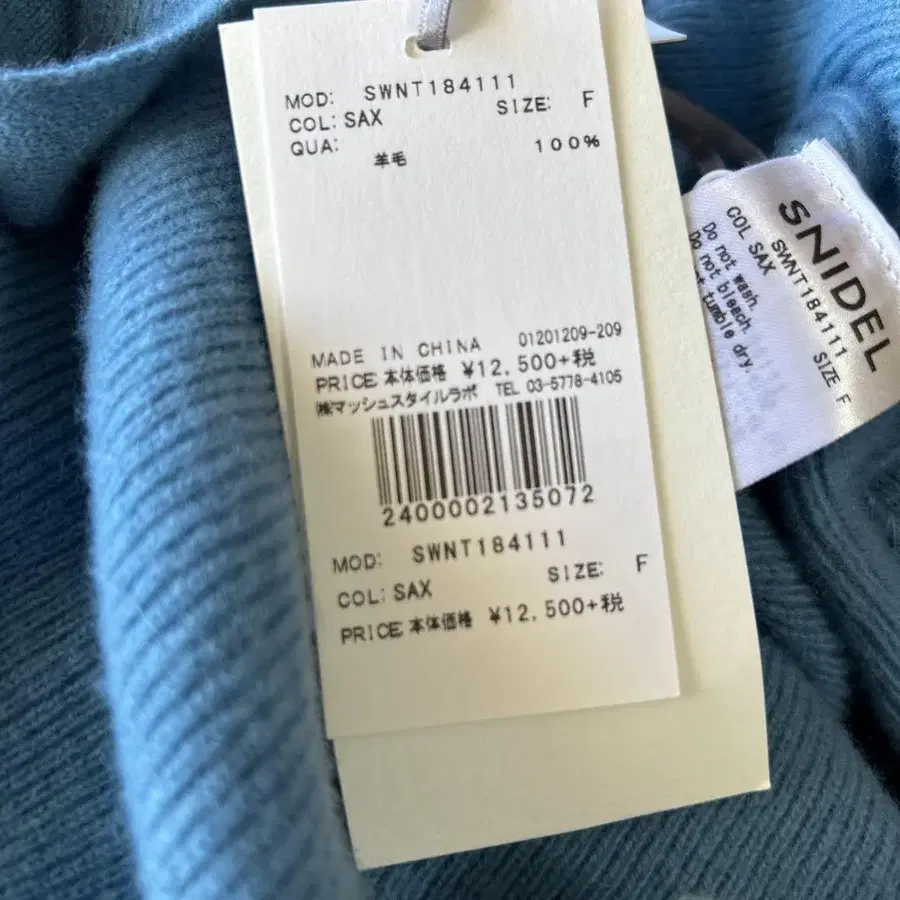 MOD: SWNT184111
COL: SAX SIZE: F
QUA:
羊毛 100%
MADE IN CHINA 01201209-209
PRICE 本体価格 ¥12,500+税
㈱マッシュスタイルラボ TEL 03-5778-4105
2400002135072
MOD: SWNT184111
COL: SAX SIZE: F
PRICE 本体価格 ¥12,500+税
SNIDEL
SWNT184111 SIZE F
COL SAX
Do not wash.
Do not bleach.
tumble dry.